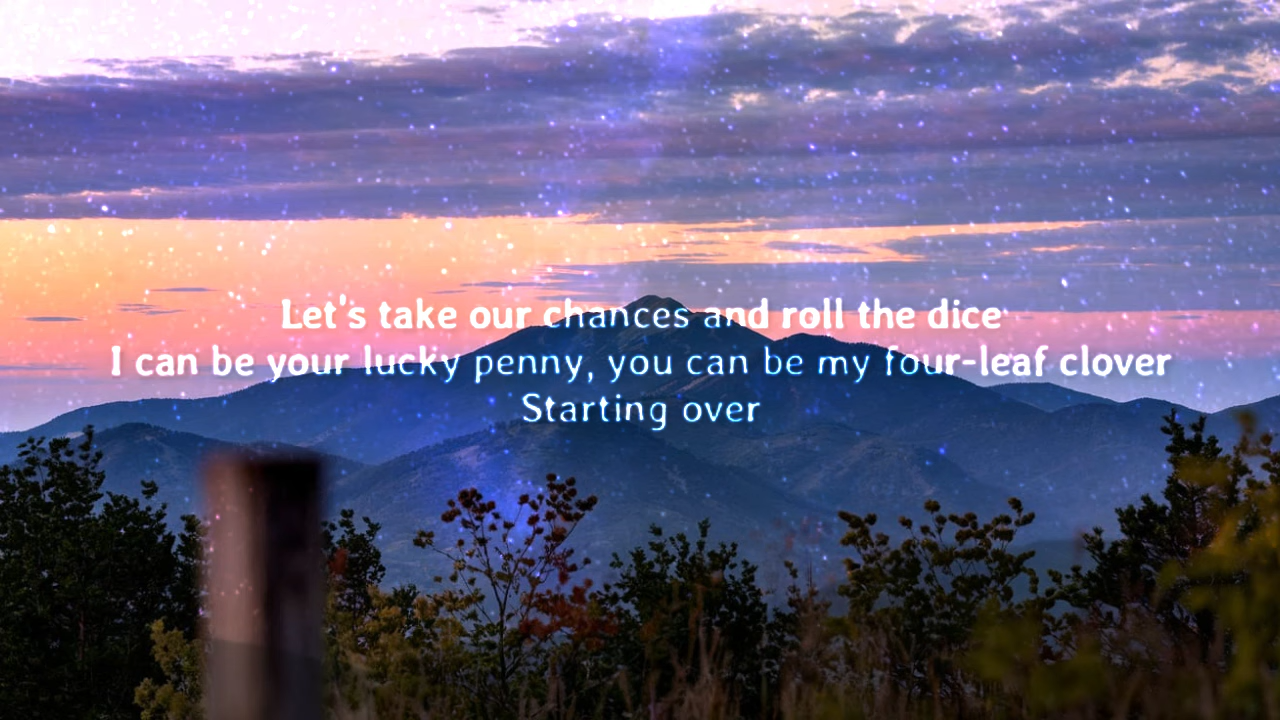 Let's take our chances and roll the dice
I can be your lucky penny, you can be my four-leaf clover
Starting over